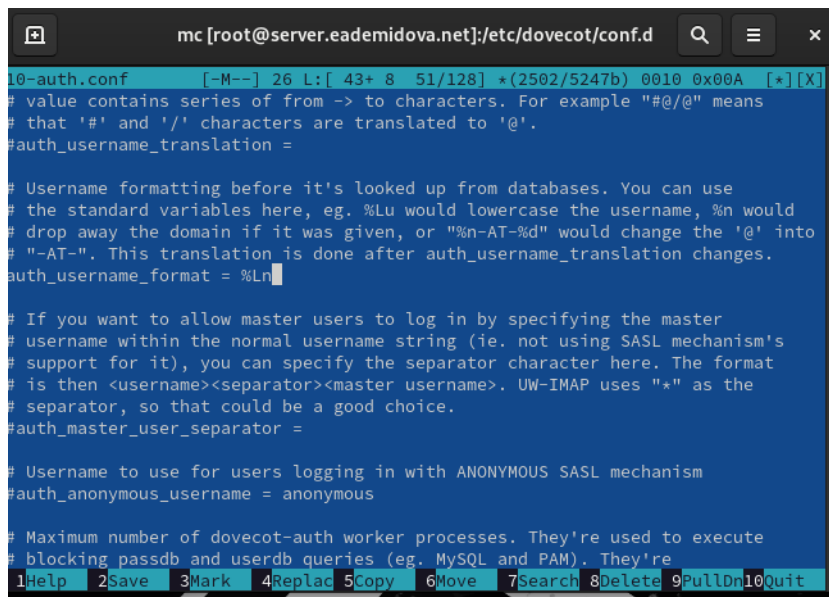 mc [root@server.eademidova.net]:/etc/dovecot/conf.d
10-auth.conf [-M--] 26 L:[ 43+ 8 51/128] *(2502/5247b) 0010 0x00A [*][X]
# value contains series of from -> to characters. For example "#@/@" means
# that '#' and '/' characters are translated to '@'.
#auth_username_translation =
# Username formatting before it's looked up from databases. You can use
# the standard variables here, eg. %Lu would lowercase the username, %n would
# drop away the domain if it was given, or "%n-AT-%d" would change the '@' into
# "-AT-". This translation is done after auth_username_translation changes.
auth_username_format = %Ln
# If you want to allow master users to log in by specifying the master
# username within the normal username string (ie. not using SASL mechanism's
# support for it), you can specify the separator character here. The format
# is then <username><separator><master username>. UW-IMAP uses "*" as the
# separator, so that could be a good choice.
#auth_master_user_separator =
# Username to use for users logging in with ANONYMOUS SASL mechanism
#auth_anonymous_username = anonymous
# Maximum number of dovecot-auth worker processes. They're used to execute
# blocking passdb and userdb queries (eg. MySQL and PAM). They're
1Help 2Save 3Mark 4Replac 5Copy 6Move 7Search 8Delete 9PullDn 10Quit